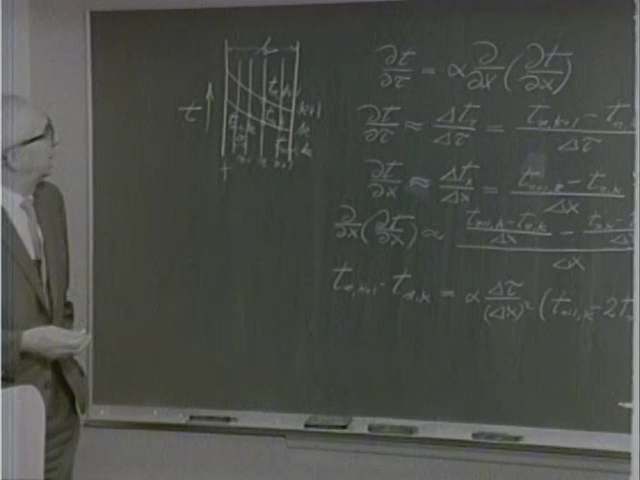 L
t
∂t/∂τ = α ∂/∂x (∂t/∂x)
∂t/∂τ ≈ Δt/Δτ = (t_{n,k+1} - t_{n,k})/Δτ
∂t/∂x ≈ Δt/Δx = (t_{n+1,k} - t_{n,k})/Δx
∂/∂x (∂t/∂x) ≈ ((t_{n+1,k} - t_{n,k})/Δx - (t_{n,k} -)/Δx)/Δx
t_{n,k+1} - t_{n,k} = α Δτ/(Δx)² (t_{n+1,k} - 2t_n